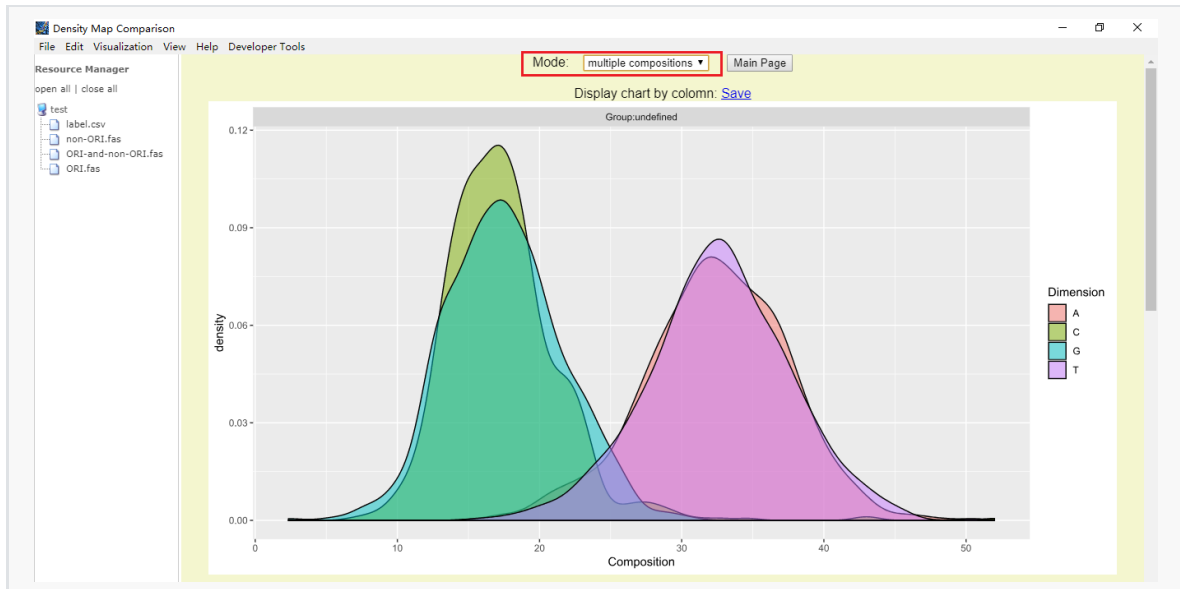 Density Map Comparison
File Edit Visualization View Help Developer Tools
Resource Manager
open all | close all
test
label.csv
non-ORI.fas
ORI-and-non-ORI.fas
ORI.fas
Mode: multiple compositions Main Page
Display chart by colomn: Save
Group:undefined
0.12
0.09
0.06
0.03
0.00
density
0 10 20 30 40 50
Composition
Dimension
A
C
G
T